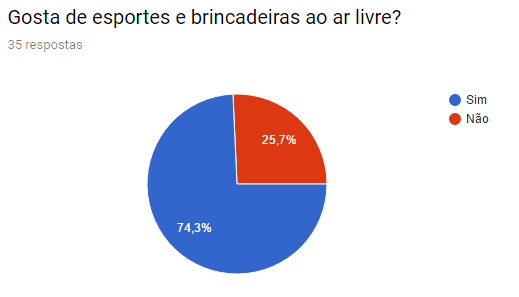 Gosta de esportes e brincadeiras ao ar livre?
35 respostas
Sim
Não
25,7%
74,3%